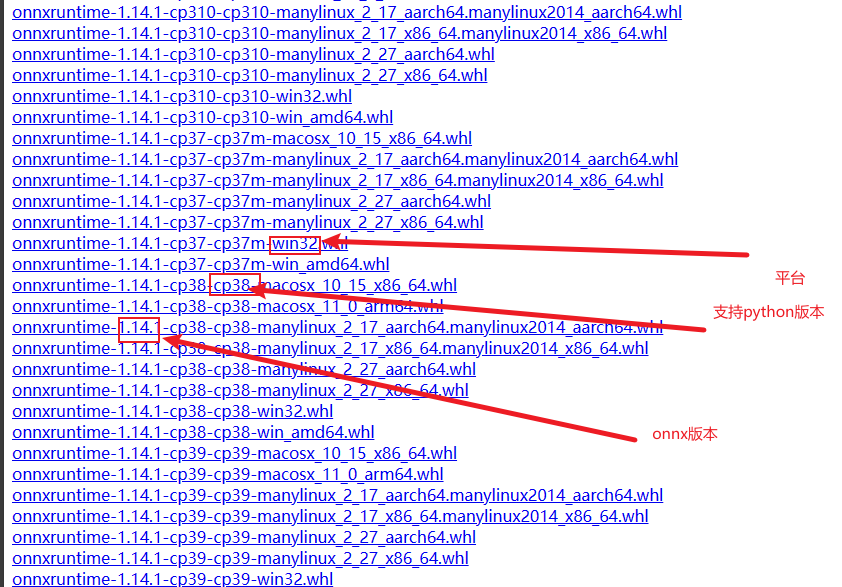 onnxruntime-1.14.1-cp310-cp310-manylinux_2_17_aarch64.manylinux2014_aarch64.whl
onnxruntime-1.14.1-cp310-cp310-manylinux_2_17_x86_64.manylinux2014_x86_64.whl
onnxruntime-1.14.1-cp310-cp310-manylinux_2_27_aarch64.whl
onnxruntime-1.14.1-cp310-cp310-manylinux_2_27_x86_64.whl
onnxruntime-1.14.1-cp310-cp310-win32.whl
onnxruntime-1.14.1-cp310-cp310-win_amd64.whl
onnxruntime-1.14.1-cp37-cp37m-macosx_10_15_x86_64.whl
onnxruntime-1.14.1-cp37-cp37m-manylinux_2_17_aarch64.manylinux2014_aarch64.whl
onnxruntime-1.14.1-cp37-cp37m-manylinux_2_17_x86_64.manylinux2014_x86_64.whl
onnxruntime-1.14.1-cp37-cp37m-manylinux_2_27_aarch64.whl
onnxruntime-1.14.1-cp37-cp37m-manylinux_2_27_x86_64.whl
onnxruntime-1.14.1-cp37-cp37m-win32.whl
onnxruntime-1.14.1-cp37-cp37m-win_amd64.whl
平台
onnxruntime-1.14.1-cp38-cp38-macosx_10_15_x86_64.whl
onnxruntime-1.14.1-cp38-cp38-macosx_11_0_arm64.whl
支持python版本
onnxruntime-1.14.1-cp38-cp38-manylinux_2_17_aarch64.manylinux2014_aarch64.whl
onnxruntime-1.14.1-cp38-cp38-manylinux_2_17_x86_64.manylinux2014_x86_64.whl
onnxruntime-1.14.1-cp38-cp38-manylinux_2_27_aarch64.whl
onnxruntime-1.14.1-cp38-cp38-manylinux_2_27_x86_64.whl
onnxruntime-1.14.1-cp38-cp38-win32.whl
onnxruntime-1.14.1-cp38-cp38-win_amd64.whl
onnx版本
onnxruntime-1.14.1-cp39-cp39-macosx_10_15_x86_64.whl
onnxruntime-1.14.1-cp39-cp39-macosx_11_0_arm64.whl
onnxruntime-1.14.1-cp39-cp39-manylinux_2_17_aarch64.manylinux2014_aarch64.whl
onnxruntime-1.14.1-cp39-cp39-manylinux_2_17_x86_64.manylinux2014_x86_64.whl
onnxruntime-1.14.1-cp39-cp39-manylinux_2_27_aarch64.whl
onnxruntime-1.14.1-cp39-cp39-manylinux_2_27_x86_64.whl
onnxruntime-1.14.1-cp39-cp39-win32.whl